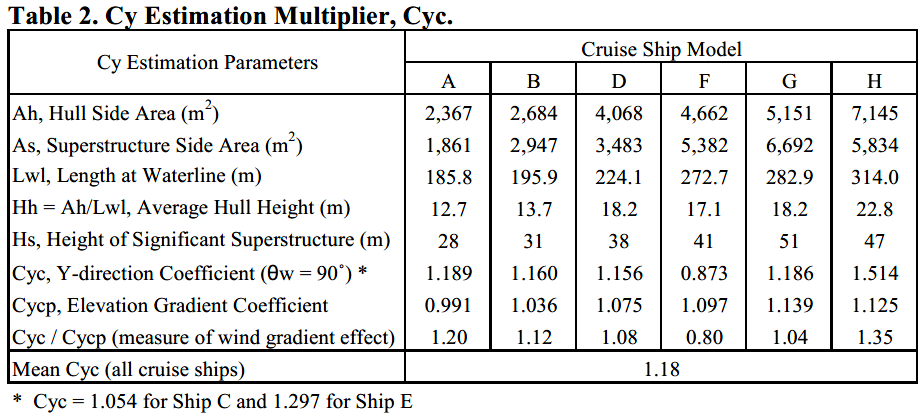 Table 2. Cy Estimation Multiplier, Cyc.
Cy Estimation Parameters Cruise Ship Model
A B D F G H
Ah, Hull Side Area (m²) 2,367 2,684 4,068 4,662 5,151 7,145
As, Superstructure Side Area (m²) 1,861 2,947 3,483 5,382 6,692 5,834
Lwl, Length at Waterline (m) 185.8 195.9 224.1 272.7 282.9 314.0
Hh = Ah/Lwl, Average Hull Height (m) 12.7 13.7 18.2 17.1 18.2 22.8
Hs, Height of Significant Superstructure (m) 28 31 38 41 51 47
Cyc, Y-direction Coefficient (θw = 90˚) * 1.189 1.160 1.156 0.873 1.186 1.514
Cycp, Elevation Gradient Coefficient 0.991 1.036 1.075 1.097 1.139 1.125
Cyc / Cycp (measure of wind gradient effect) 1.20 1.12 1.08 0.80 1.04 1.35
Mean Cyc (all cruise ships) 1.18
* Cyc = 1.054 for Ship C and 1.297 for Ship E